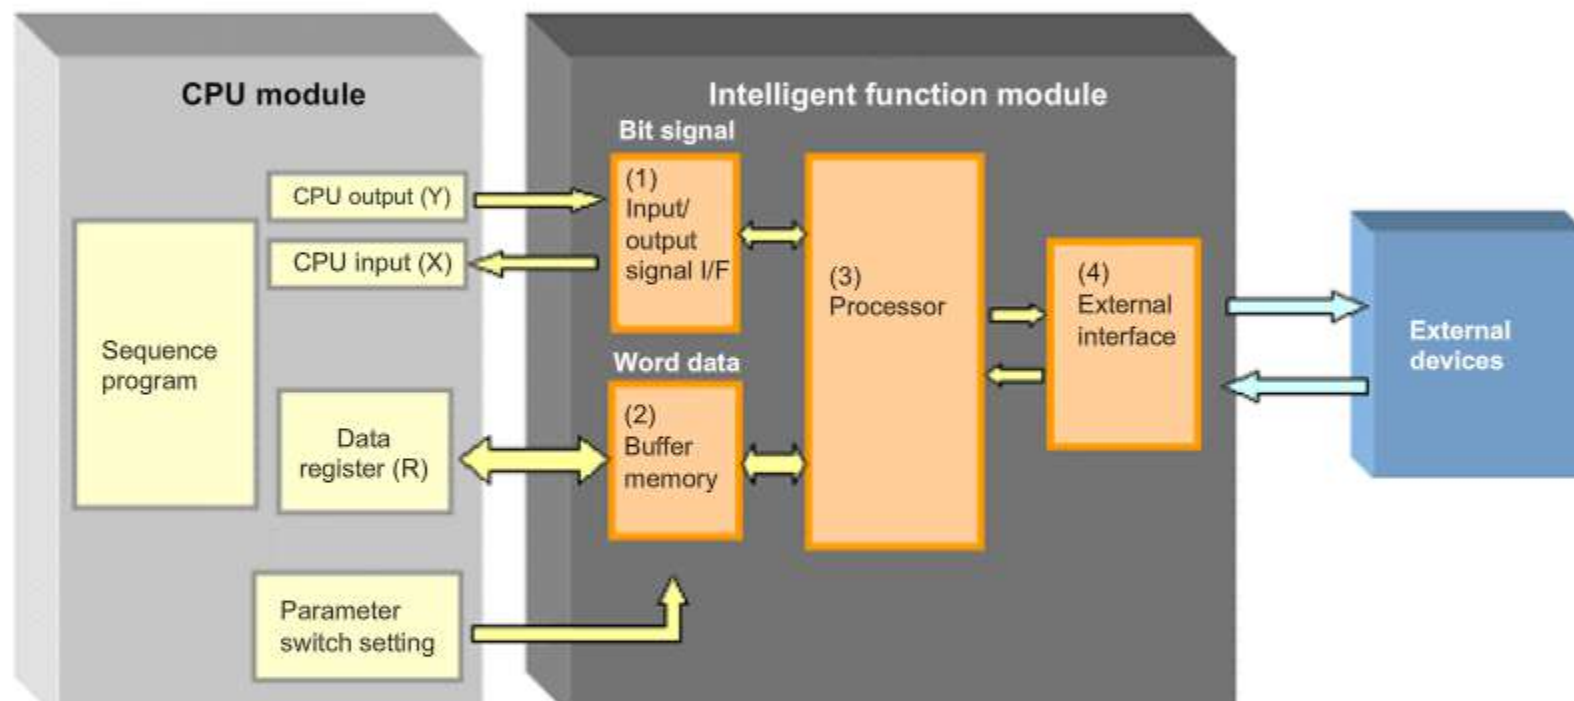 CPU module
CPU output (Y)
CPU input (X)
Sequence
program
Data
register (R)
Parameter
switch setting
Intelligent function module
Bit signal
(1)
Input/
output
signal I/F
Word data
(2)
Buffer
memory
(3)
Processor
(4)
External
interface
External
devices